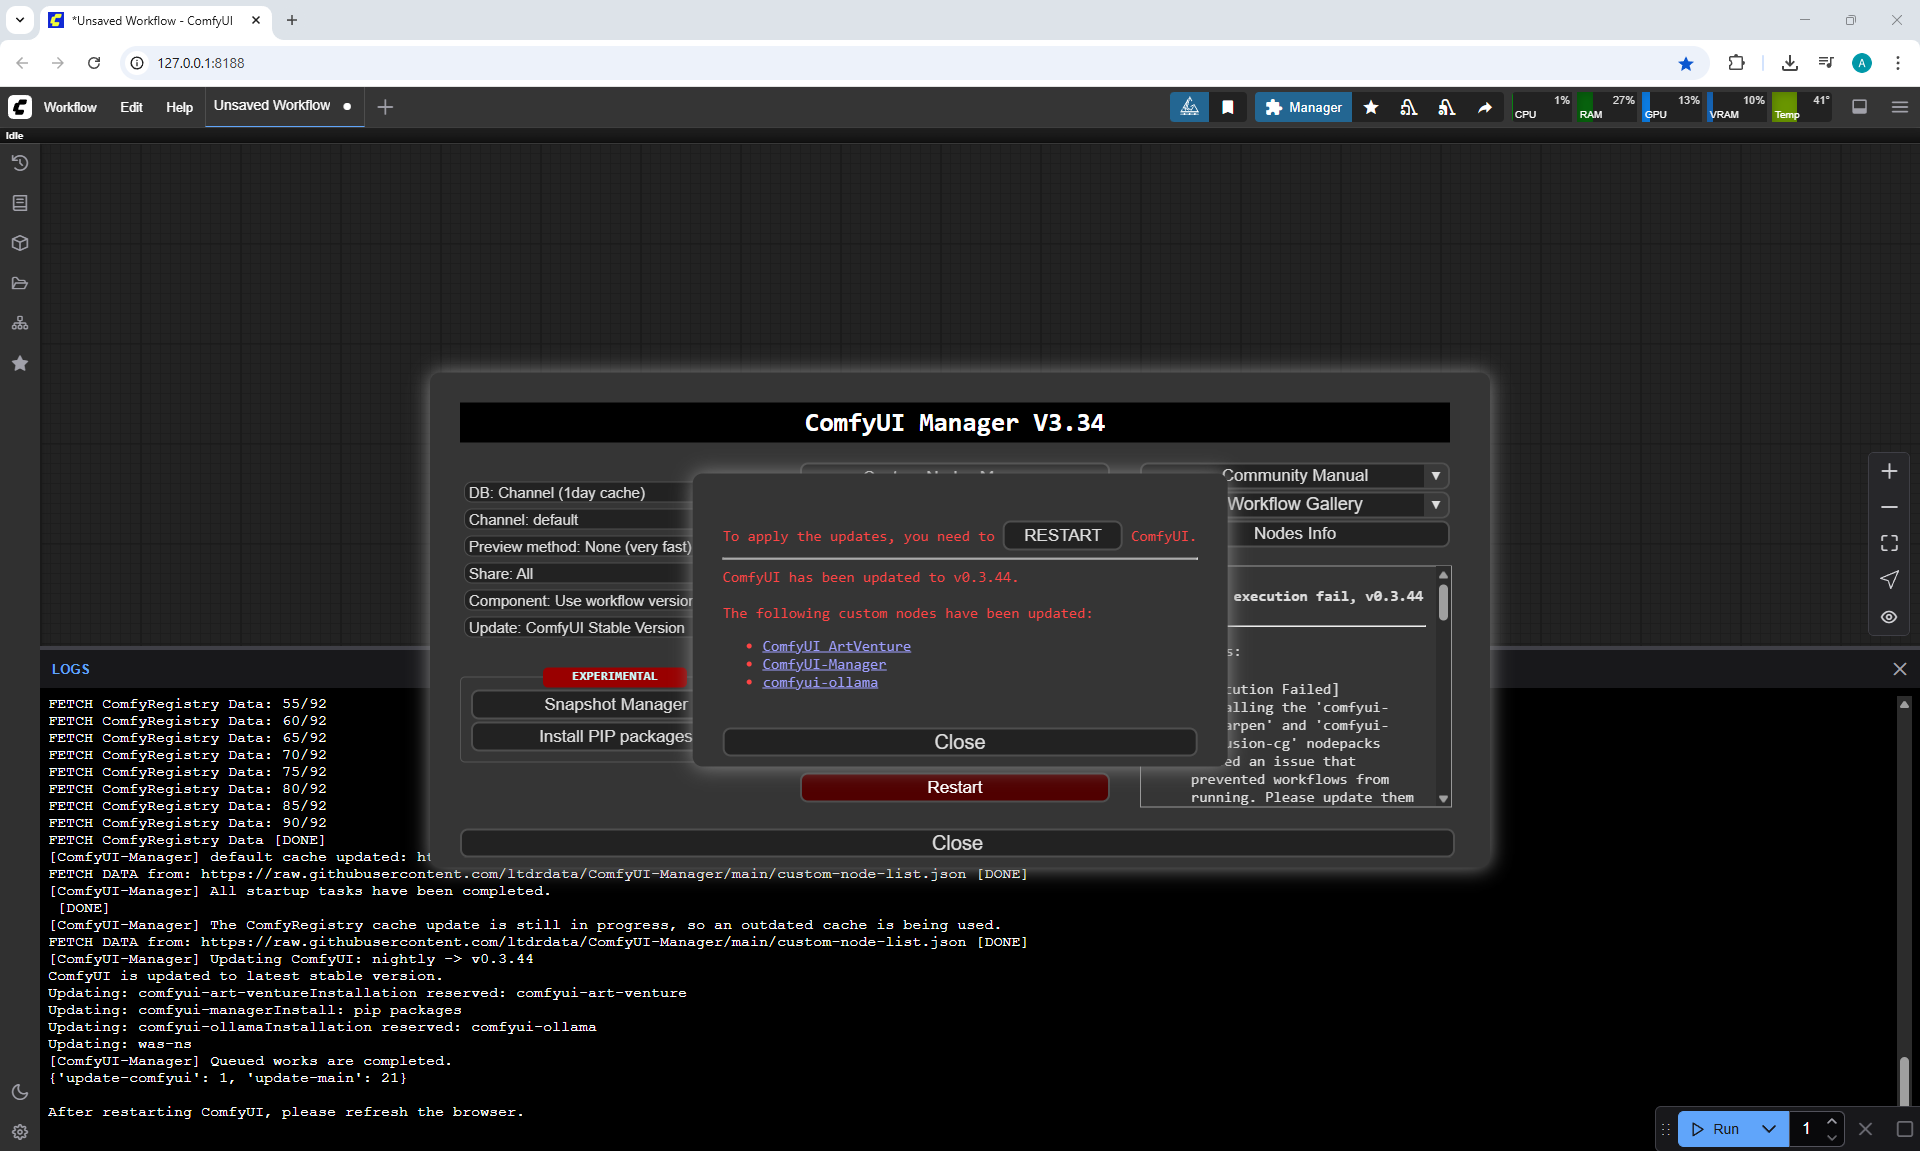 *Unsaved Workflow - ComfyUI
127.0.0.1:8188
A
Workflow Edit Help Unsaved Workflow
Manager
CPU 1%
RAM 27%
GPU 13%
VRAM 10%
Temp 41°
Idle
ComfyUI Manager V3.34
DB: Channel (1day cache)
Channel: default
Preview method: None (very fast)
Share: All
Component: Use workflow version
Update: ComfyUI Stable Version
EXPERIMENTAL
Snapshot Manager
Install PIP packages
To apply the updates, you need to RESTART ComfyUI.
ComfyUI has been updated to v0.3.44.
The following custom nodes have been updated:
• ComfyUI ArtVenture
• ComfyUI-Manager
• comfyui-ollama
Close
Restart
Community Manual
Workflow Gallery
Nodes Info
execution fail, v0.3.44
s:
ution Failed]
lling the 'comfyui-
arpen' and 'comfyui-
usion-cg' nodepacks
ed an issue that
prevented workflows from
running. Please update them
Close
LOGS
FETCH ComfyRegistry Data: 55/92
FETCH ComfyRegistry Data: 60/92
FETCH ComfyRegistry Data: 65/92
FETCH ComfyRegistry Data: 70/92
FETCH ComfyRegistry Data: 75/92
FETCH ComfyRegistry Data: 80/92
FETCH ComfyRegistry Data: 85/92
FETCH ComfyRegistry Data: 90/92
FETCH ComfyRegistry Data [DONE]
[ComfyUI-Manager] default cache updated: ht
FETCH DATA from: https://raw.githubusercontent.com/ltdrdata/ComfyUI-Manager/main/custom-node-list.json [DONE]
[ComfyUI-Manager] All startup tasks have been completed.
[DONE]
[ComfyUI-Manager] The ComfyRegistry cache update is still in progress, so an outdated cache is being used.
FETCH DATA from: https://raw.githubusercontent.com/ltdrdata/ComfyUI-Manager/main/custom-node-list.json [DONE]
[ComfyUI-Manager] Updating ComfyUI: nightly -> v0.3.44
ComfyUI is updated to latest stable version.
Updating: comfyui-art-ventureInstallation reserved: comfyui-art-venture
Updating: comfyui-managerInstall: pip packages
Updating: comfyui-ollamaInstallation reserved: comfyui-ollama
Updating: was-ns
[ComfyUI-Manager] Queued works are completed.
{'update-comfyui': 1, 'update-main': 21}
After restarting ComfyUI, please refresh the browser.
Run 1